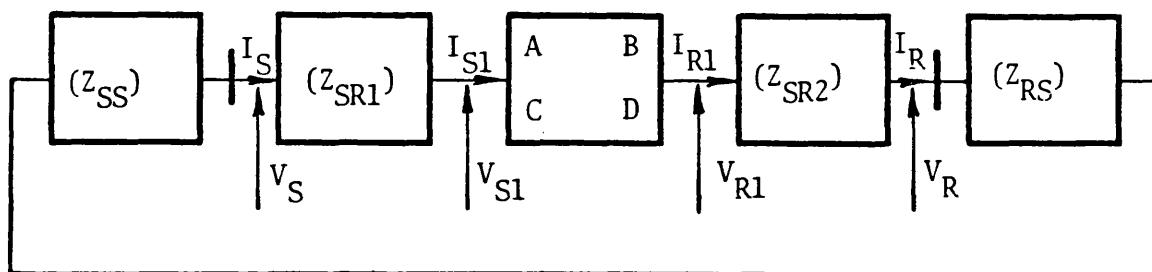 I_S I_S1 A B I_R1 I_R
(Z_SS) (Z_SR1) (Z_SR2) (Z_RS)
C D
V_S V_S1 V_R1 V_R